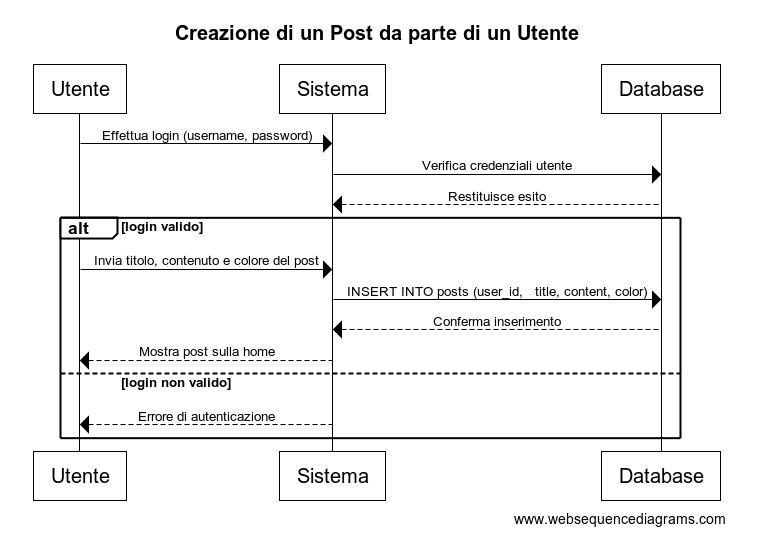 Creazione di un Post da parte di un Utente
Utente
Sistema
Database
Effettua login (username, password)
Verifica credenziali utente
Restituisce esito
alt
[login valido]
Invia titolo, contenuto e colore del post
INSERT INTO posts (user_id, title, content, color)
Conferma inserimento
Mostra post sulla home
[login non valido]
Errore di autenticazione
Utente
Sistema
Database
www.websequencediagrams.com